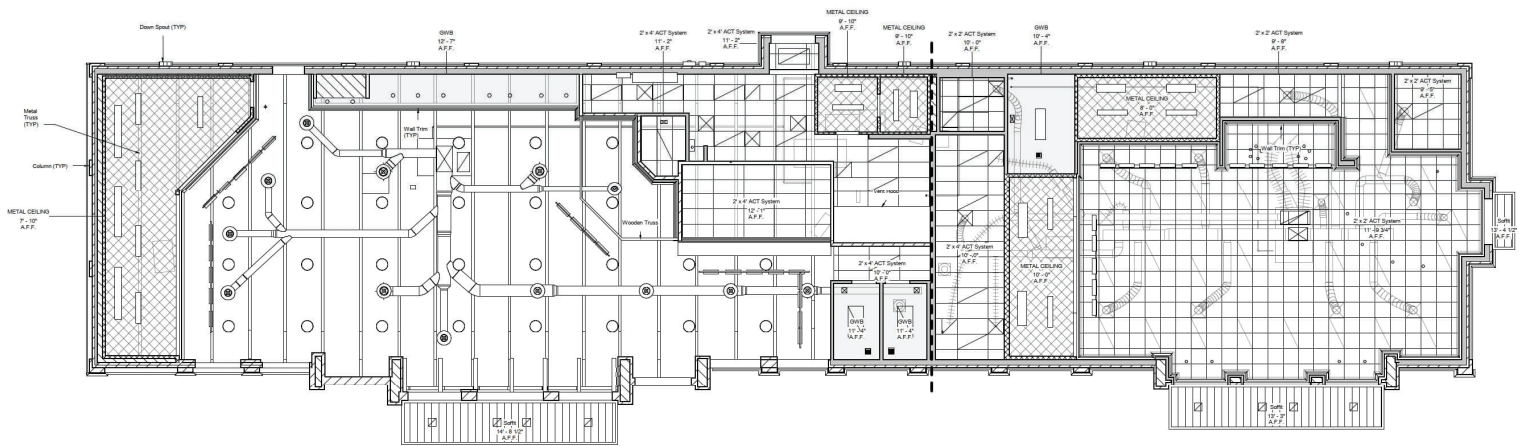 METAL CEILING
9' - 10"
A.F.F.
Down Spout (TYP)
GWB
12' - 7"
A.F.F.
2' x 4' ACT System
11' - 2"
A.F.F.
2' x 4' ACT System
11' - 2"
A.F.F.
METAL CEILING
9' - 10"
A.F.F.
2' x 2' ACT System
10' - 0"
A.F.F.
GWB
10' - 4"
A.F.F.
2' x 2' ACT System
9' - 8"
A.F.F.
2' x 2' ACT System
9' - 5"
A.F.F.
Metal
Truss
(TYP)
METAL CEILING
8' - 0"
A.F.F.
Wall Trim
(TYP)
Wall Trim (TYP)
Column (TYP)
Vent Hood
2' x 4' ACT System
12' - 1"
A.F.F.
METAL CEILING
7' - 10"
A.F.F.
Wooden Truss
2' x 2' ACT System
11' - 9 3/4"
A.F.F.
Soffit
13' - 4 1/2"
A.F.F.
2' x 4' ACT System
10' - 0"
A.F.F.
2' x 4' ACT System
10' - 0"
A.F.F.
METAL CEILING
10' - 0"
A.F.F.
GWB
11' - 4"
A.F.F.
GWB
11' - 4"
A.F.F.
Soffit
14' - 8 1/2"
A.F.F.
Soffit
13' - 3"
A.F.F.